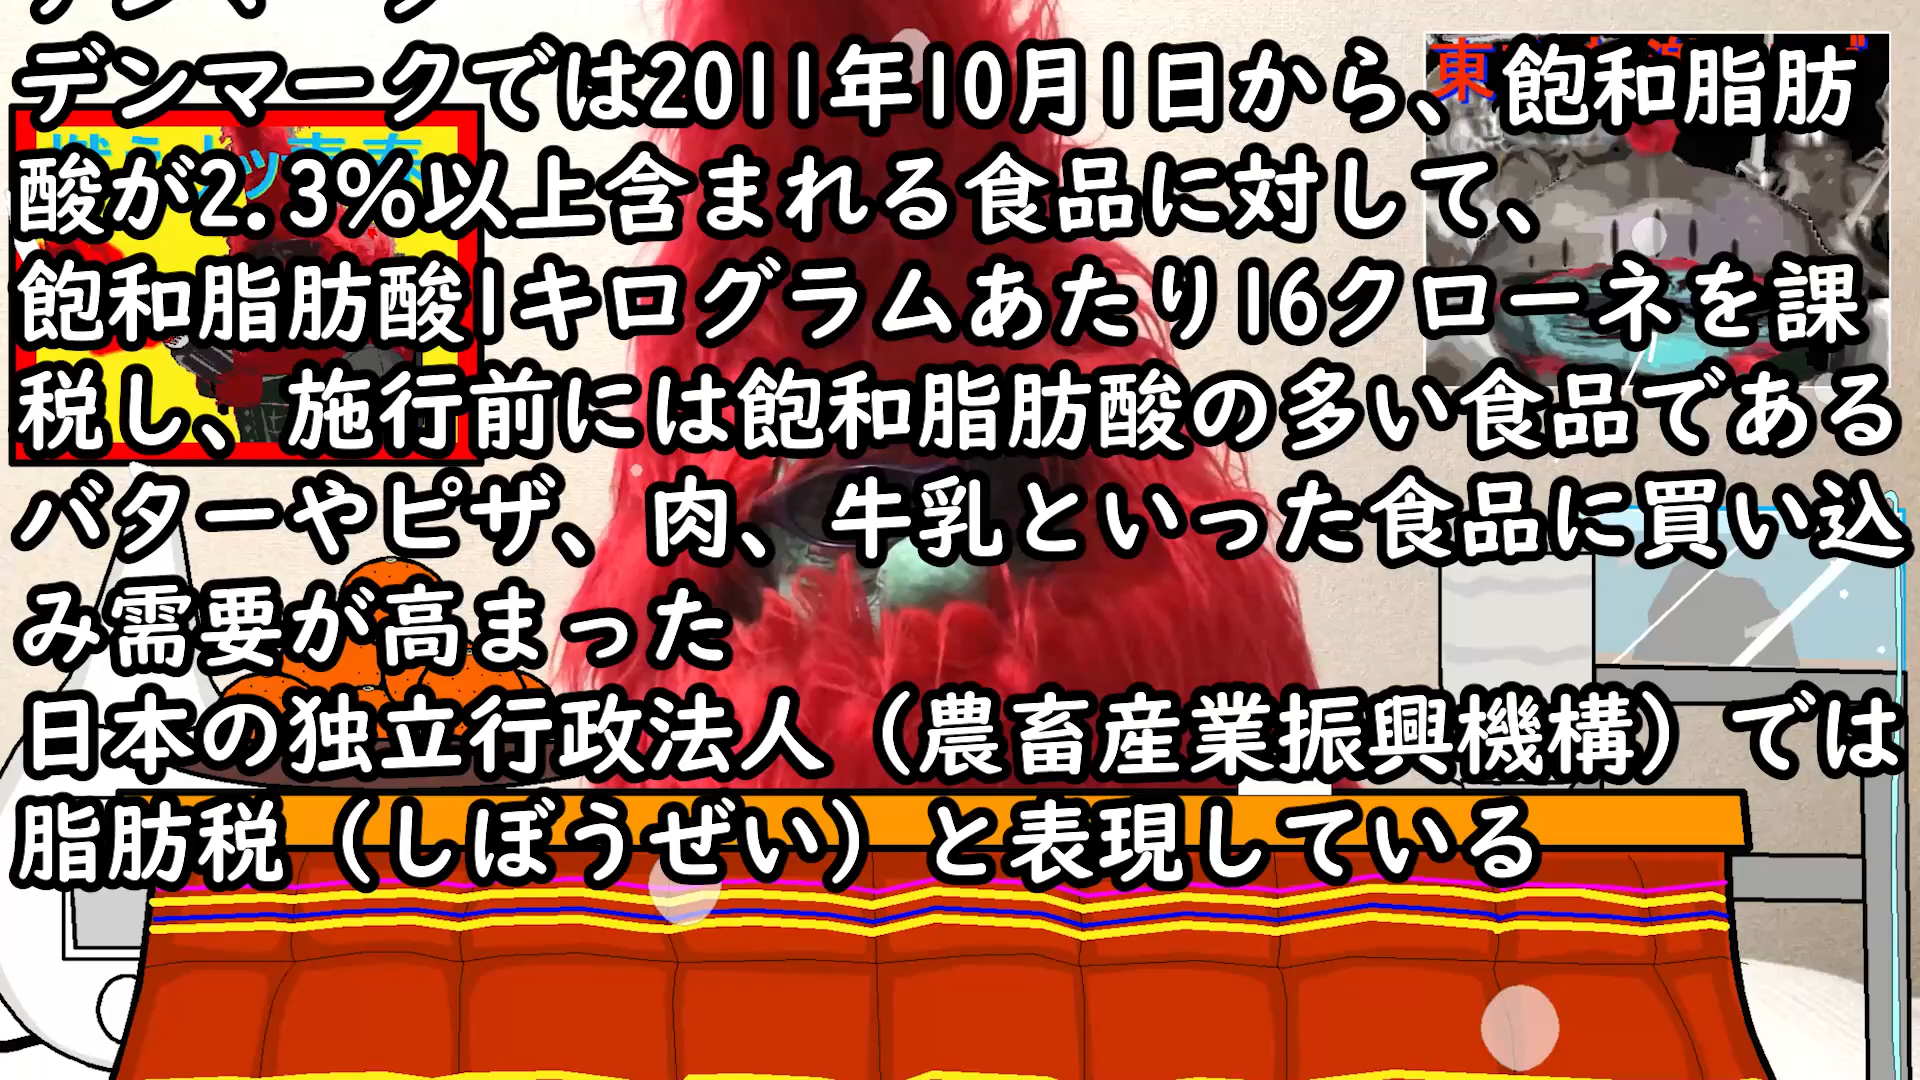 デンマーク
デンマークでは2011年10月1日から、飽和脂肪
酸が2.3%以上含まれる食品に対して、
飽和脂肪酸1キログラムあたり16クローネを課
税し、施行前には飽和脂肪酸の多い食品である
バターやピザ、肉、牛乳といった食品に買い込
み需要が高まった
日本の独立行政法人（農畜産業振興機構）では
脂肪税（しぼうぜい）と表現している
東